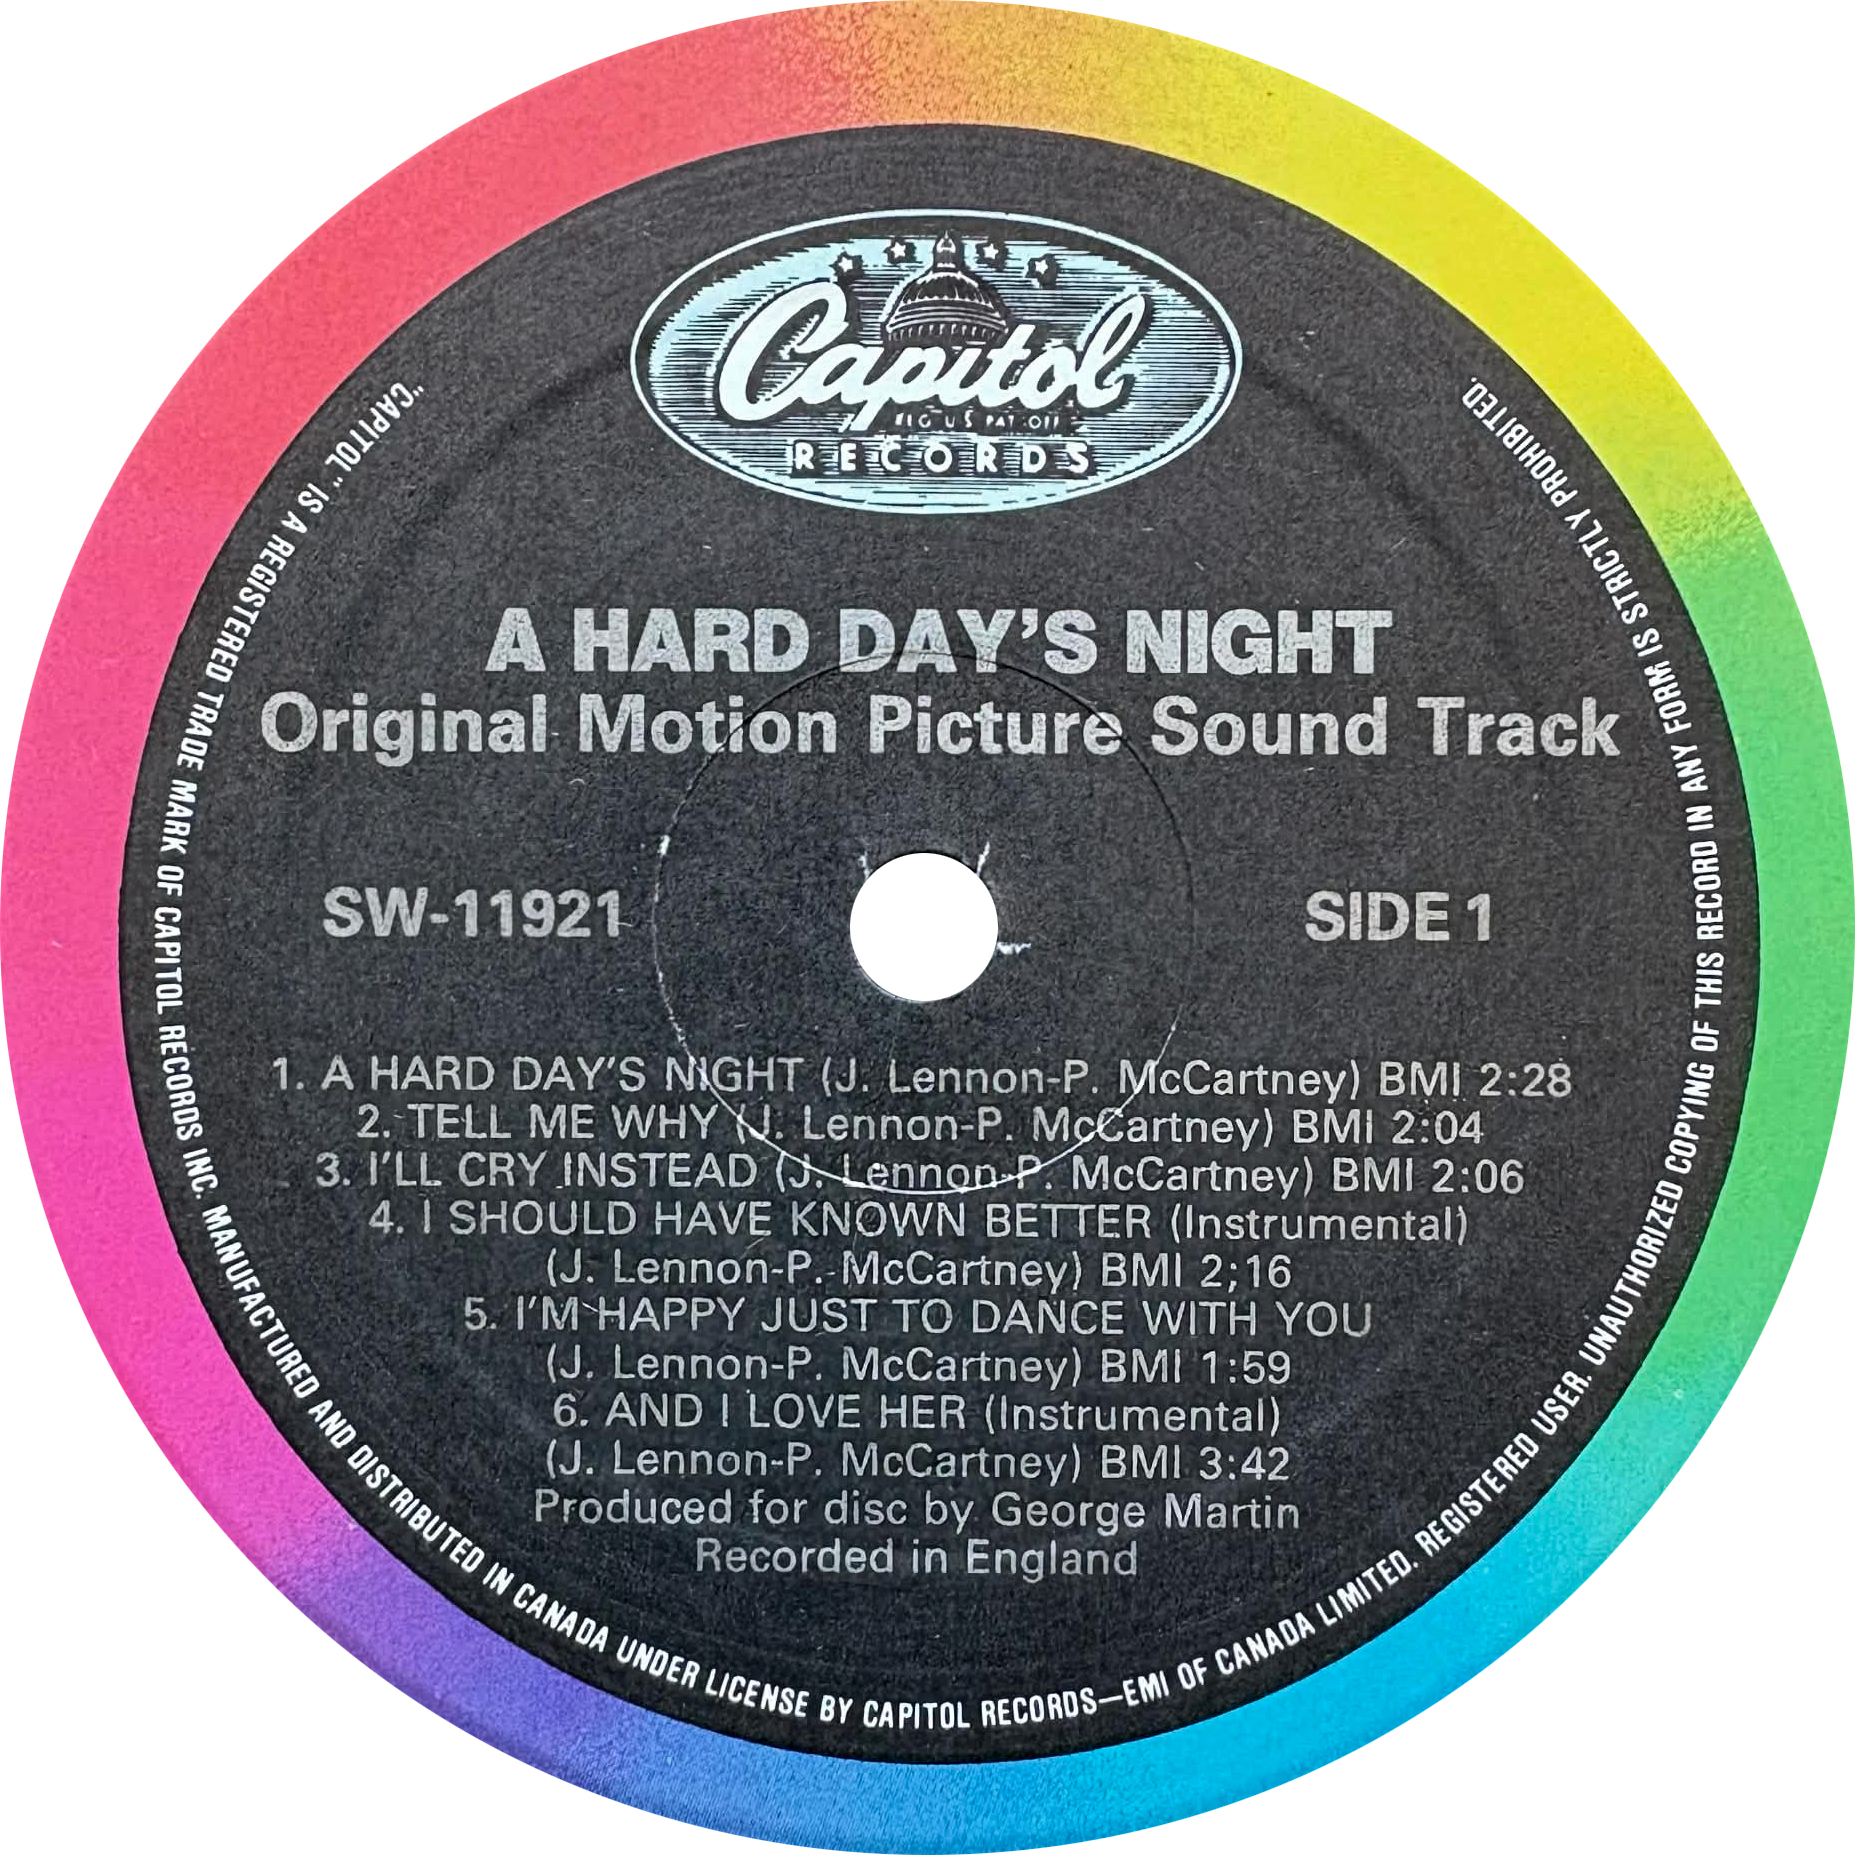 Capitol
REG US PAT OFF
RECORDS
A HARD DAY'S NIGHT
Original Motion Picture Sound Track
SW-11921
SIDE 1
1. A HARD DAY'S NIGHT (J. Lennon-P. McCartney) BMI 2:28
2. TELL ME WHY (J. Lennon-P. McCartney) BMI 2:04
3. I'LL CRY INSTEAD (J. Lennon-P. McCartney) BMI 2:06
4. I SHOULD HAVE KNOWN BETTER (Instrumental)
(J. Lennon-P. McCartney) BMI 2;16
5. I'M HAPPY JUST TO DANCE WITH YOU
(J. Lennon-P. McCartney) BMI 1:59
6. AND I LOVE HER (Instrumental)
(J. Lennon-P. McCartney) BMI 3:42
Produced for disc by George Martin
Recorded in England
"CAPITOL" IS A REGISTERED TRADE MARK OF CAPITOL RECORDS INC. MANUFACTURED AND DISTRIBUTED IN CANADA UNDER LICENSE BY CAPITOL RECORDS—EMI OF CANADA LIMITED. REGISTERED USER. UNAUTHORIZED COPYING OF THIS RECORD IN ANY FORM IS STRICTLY PROHIBITED.